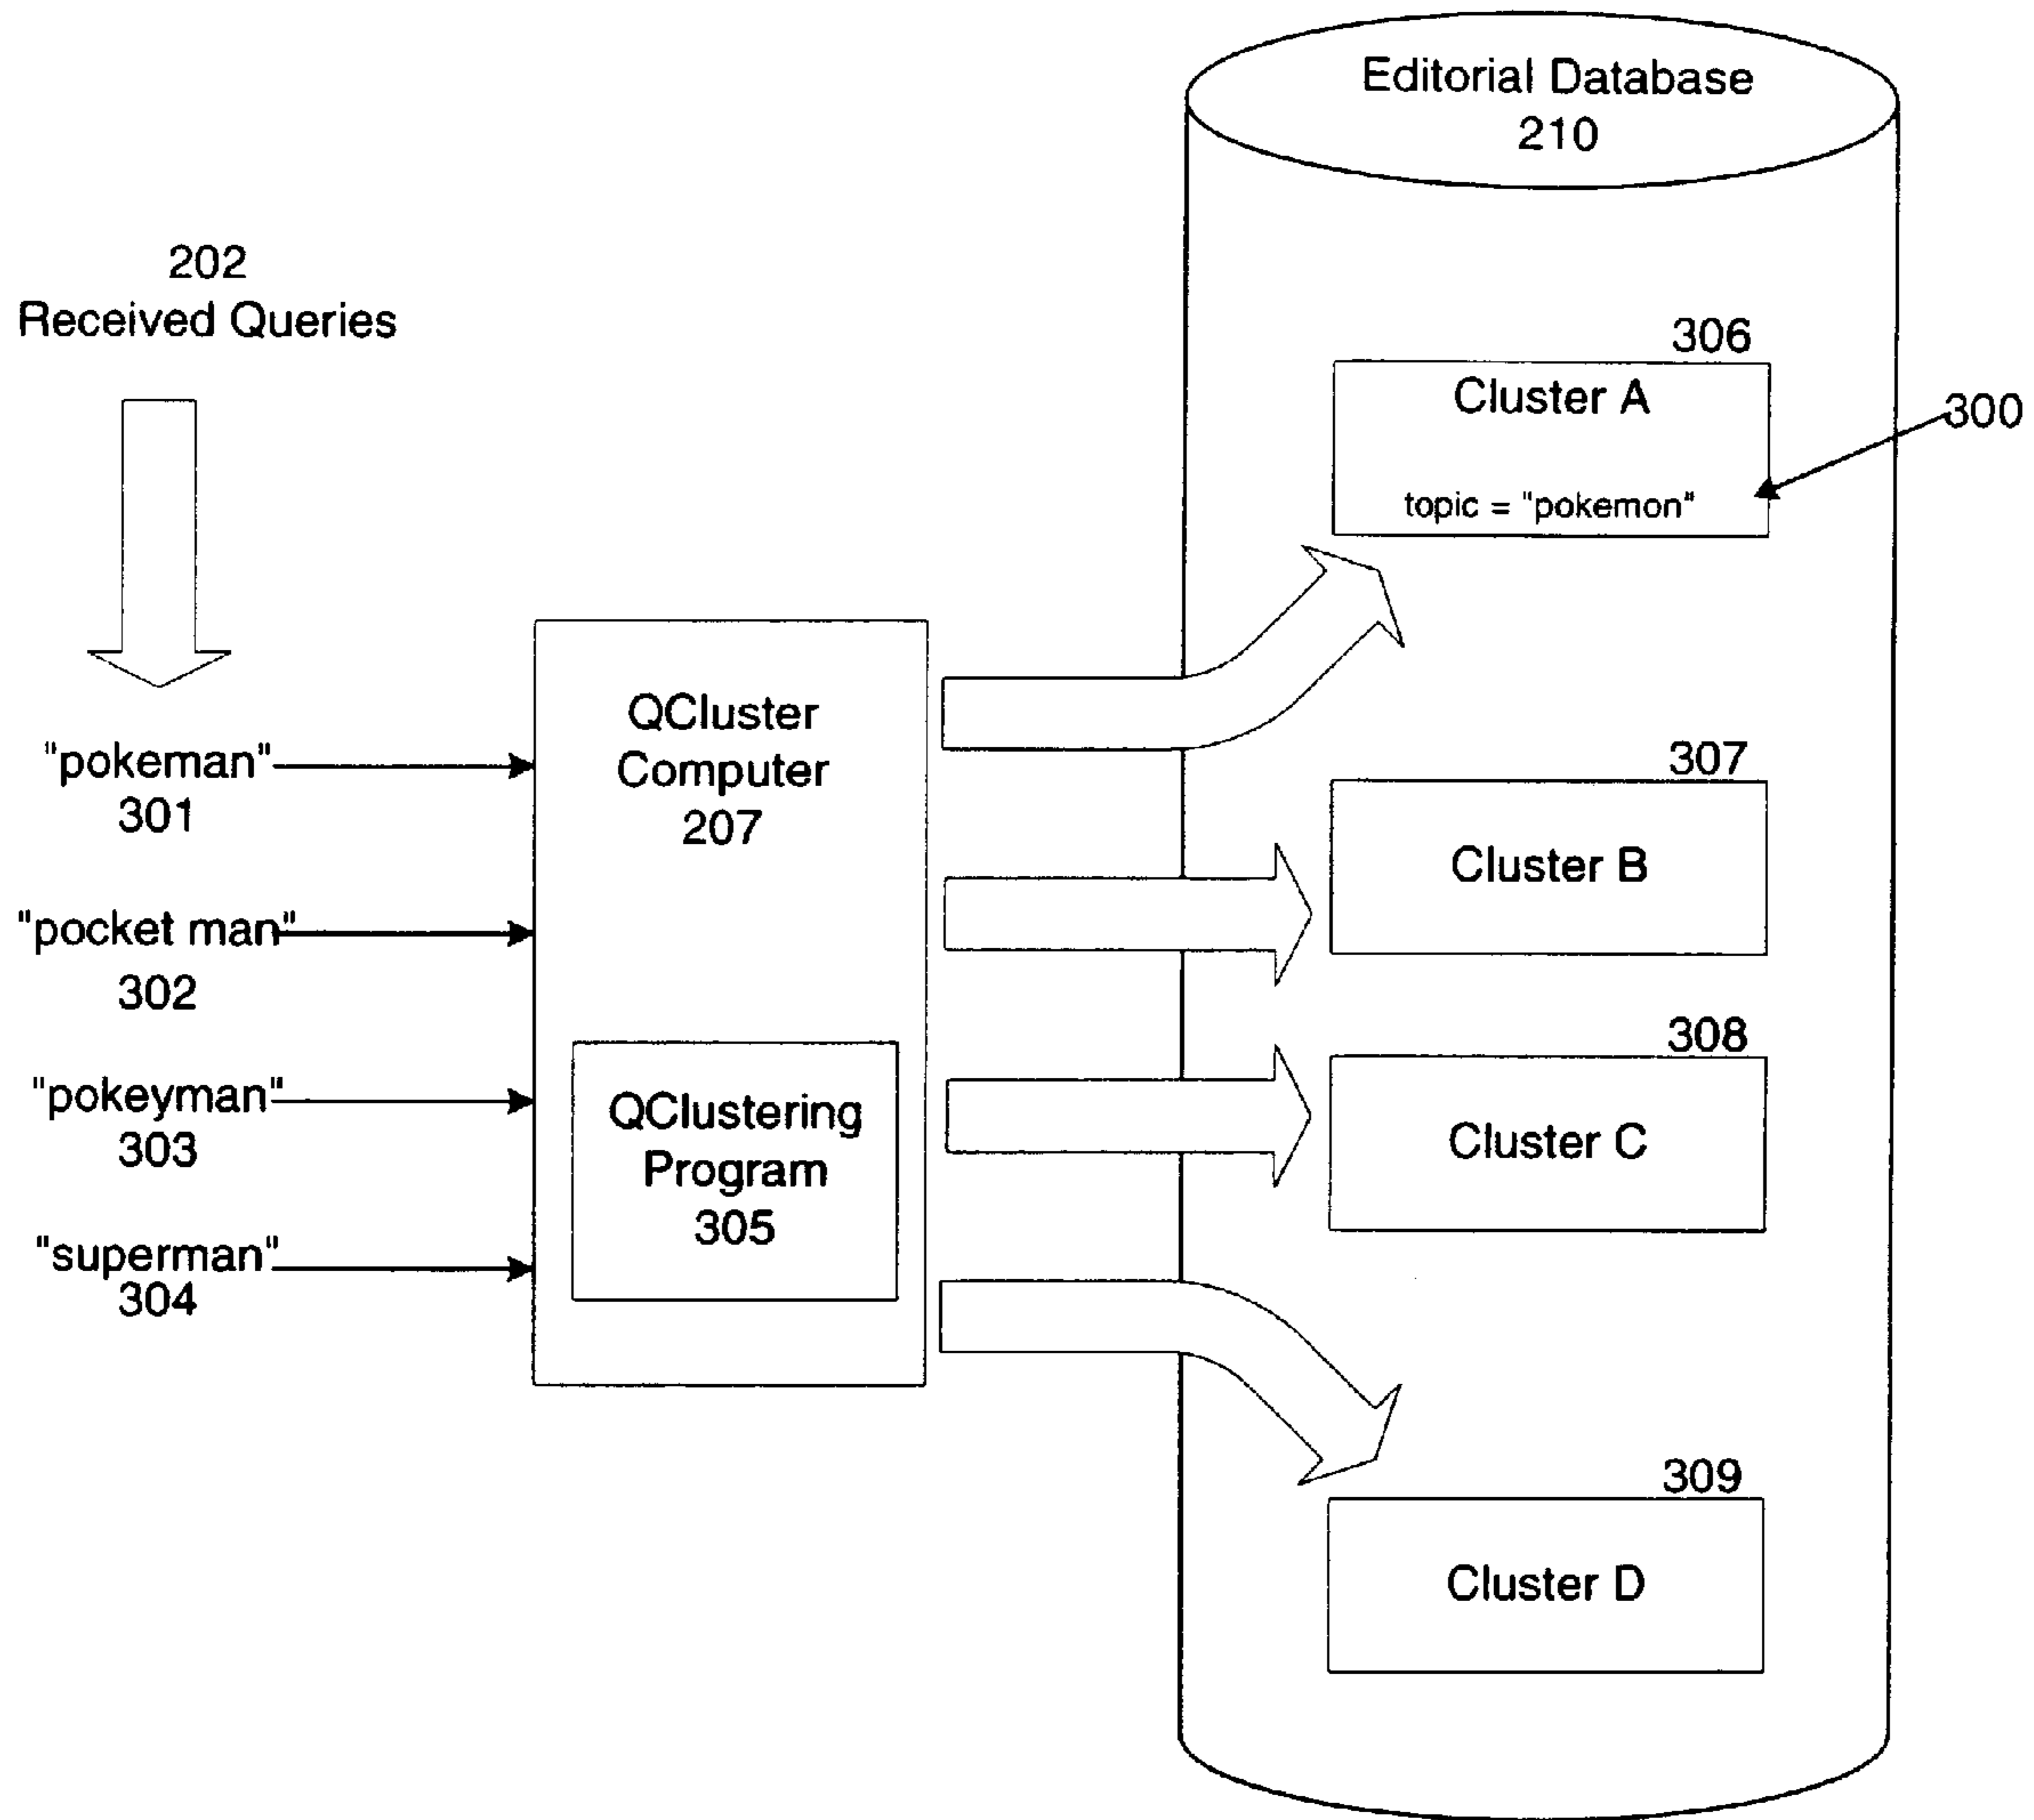 Editorial Database
210
202
Received Queries
306
Cluster A
topic = "pokemon"
300
"pokeman"
301
"pocket man"
302
"pokeyman"
303
"superman"
304
QCluster
Computer
207
QClustering
Program
305
307
Cluster B
308
Cluster C
309
Cluster D